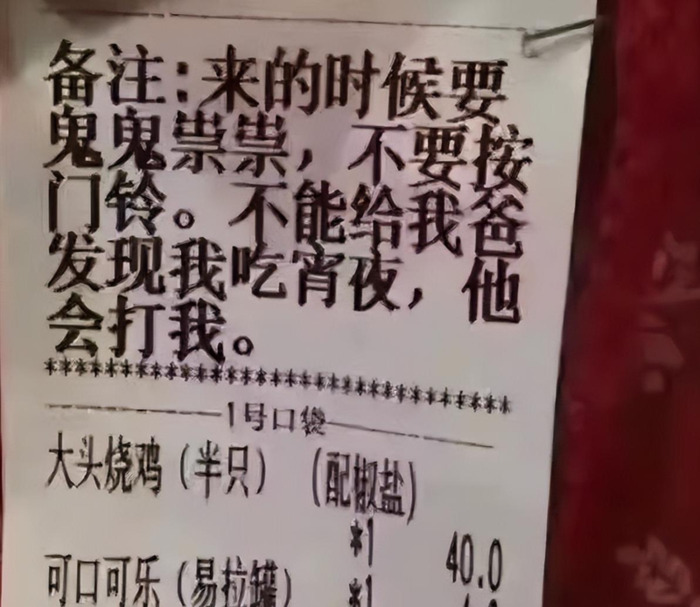 备注:来的时候要
鬼鬼祟祟，不要按
门铃。不能给我爸
发现我吃宵夜，他
会打我。
********************************
1号口袋
大头烧鸡（半只）（配椒盐）
*1 40.0
可口可乐（易拉罐）
*1